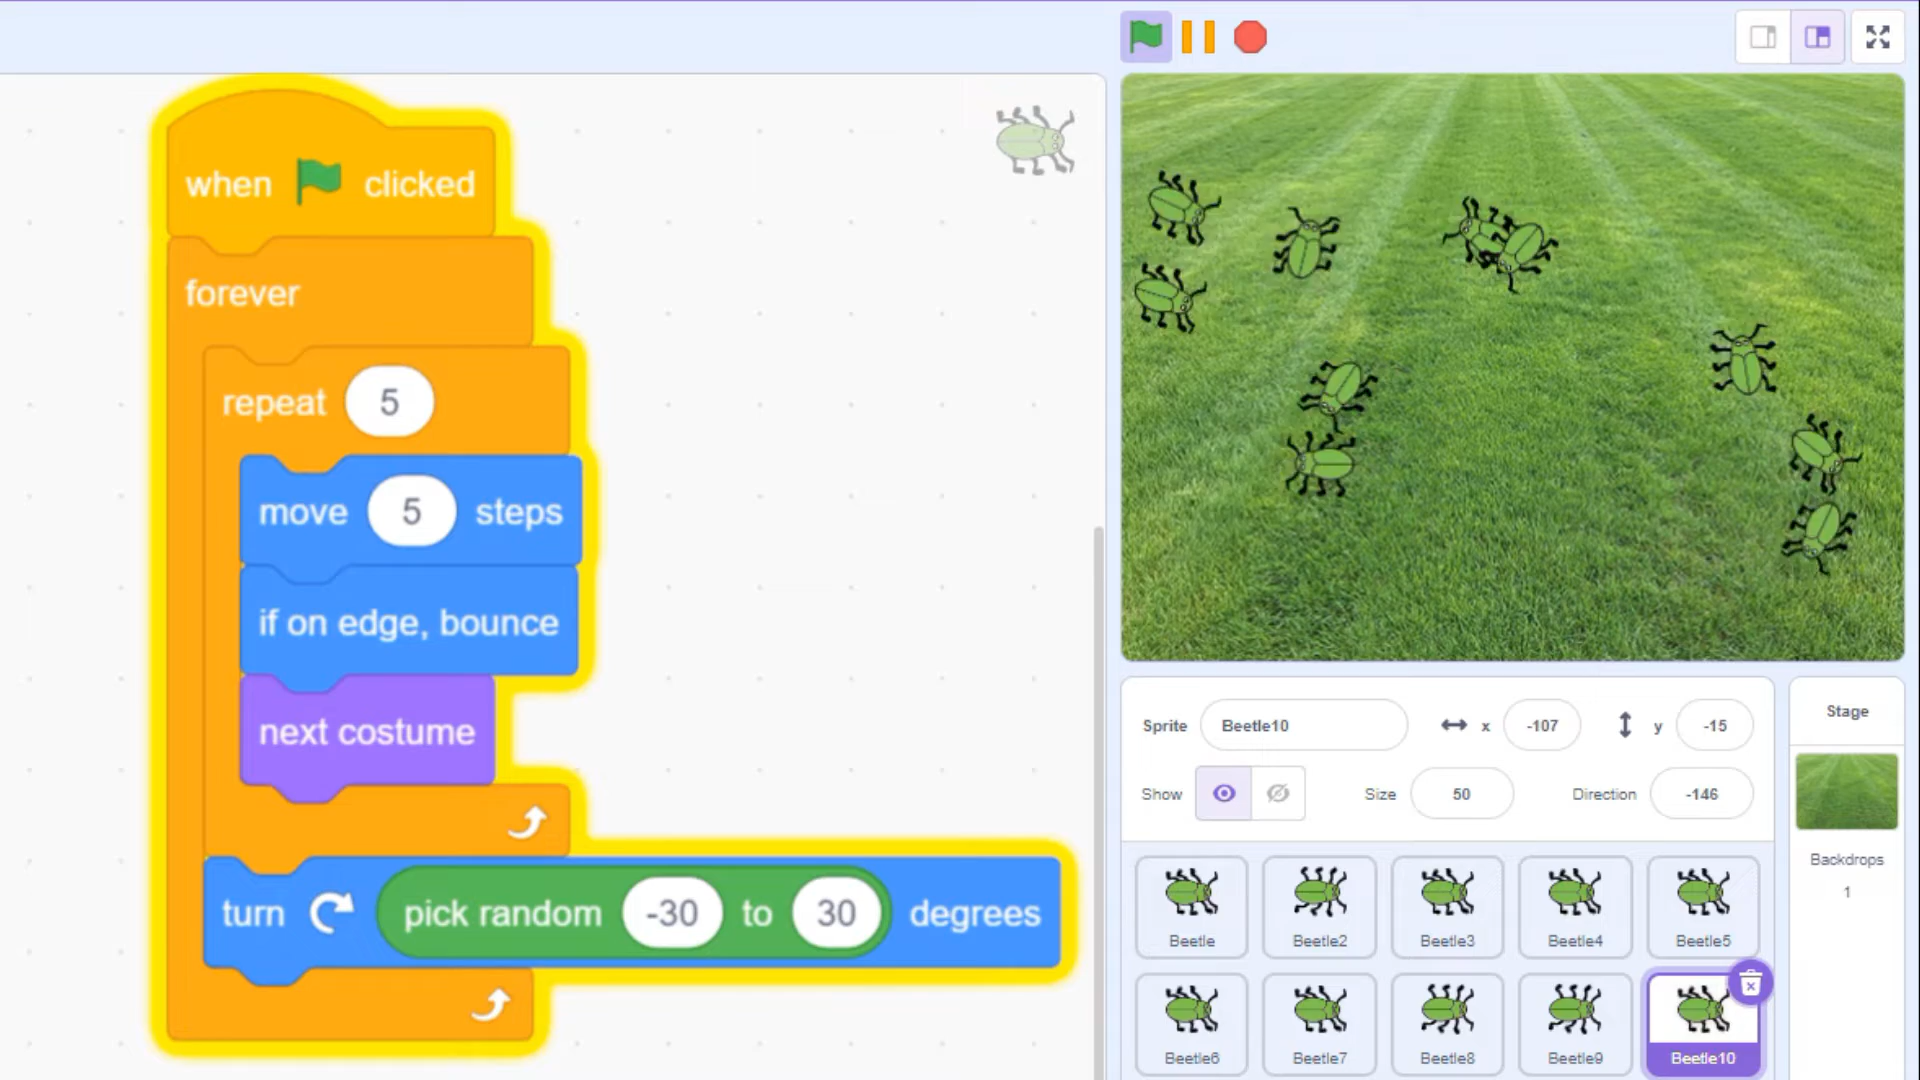 when clicked
forever
repeat 5
move 5 steps
if on edge, bounce
next costume
turn pick random -30 to 30 degrees
Sprite Beetle10 x -107 y -15
Show Size 50 Direction -146
Stage
Backdrops
1
Beetle Beetle2 Beetle3 Beetle4 Beetle5
Beetle6 Beetle7 Beetle8 Beetle9 Beetle10